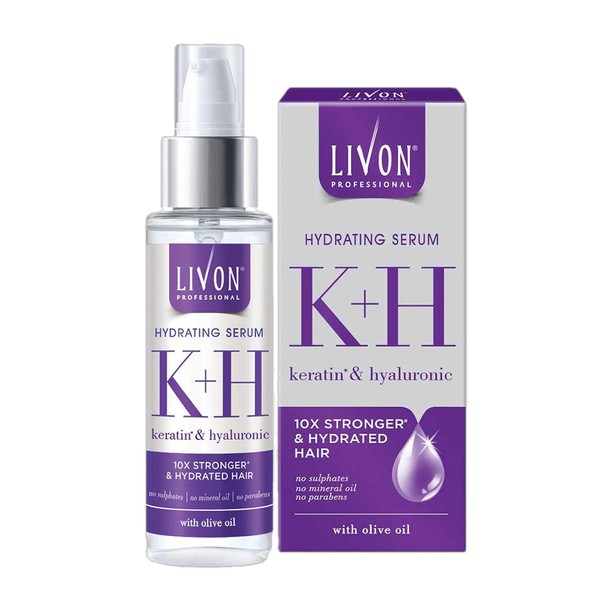 LIVON®
PROFESSIONAL
HYDRATING SERUM
K+H
keratin* & hyaluronic
10X STRONGER*
& HYDRATED HAIR
no sulphates | no mineral oil | no parabens
with olive oil
LIVON
LIVON®
PROFESSIONAL
HYDRATING SERUM
K+H
keratin* & hyaluronic
10X STRONGER*
& HYDRATED
HAIR
no sulphates
no mineral oil
no parabens
with olive oil